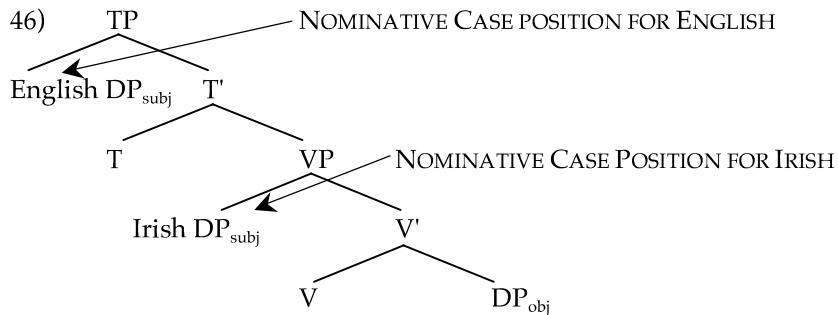 46) TP NOMINATIVE CASE POSITION FOR ENGLISH
English DPsubj T'
T VP NOMINATIVE CASE POSITION FOR IRISH
Irish DPsubj V'
V DPobj